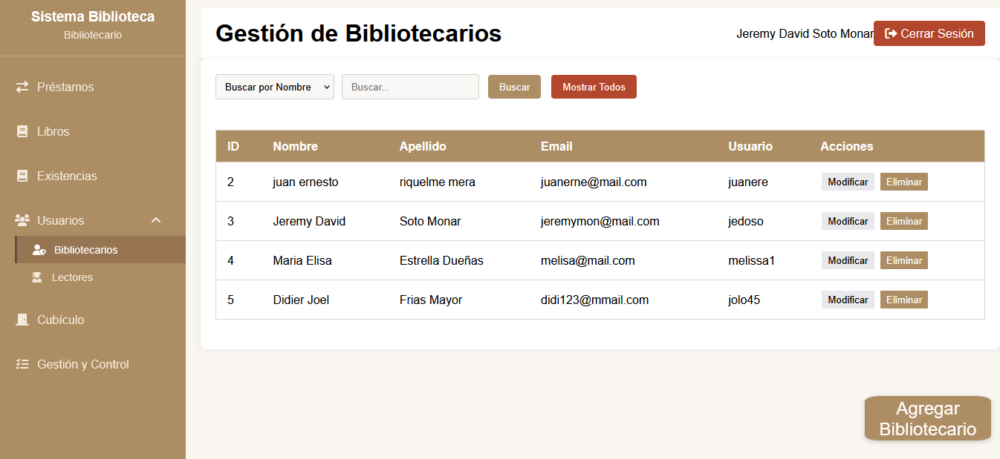 Sistema Biblioteca
Bibliotecario
Préstamos
Libros
Existencias
Usuarios
Bibliotecarios
Lectores
Cubículo
Gestión y Control
Gestión de Bibliotecarios
Jeremy David Soto Monar
Cerrar Sesión
Buscar por Nombre
Buscar...
Buscar
Mostrar Todos
ID Nombre Apellido Email Usuario Acciones
2 juan ernesto riquelme mera juanerne@mail.com juanere Modificar Eliminar
3 Jeremy David Soto Monar jeremymon@mail.com jedoso Modificar Eliminar
4 Maria Elisa Estrella Dueñas melisa@mail.com melissa1 Modificar Eliminar
5 Didier Joel Frias Mayor didi123@mmail.com jolo45 Modificar Eliminar
Agregar
Bibliotecario